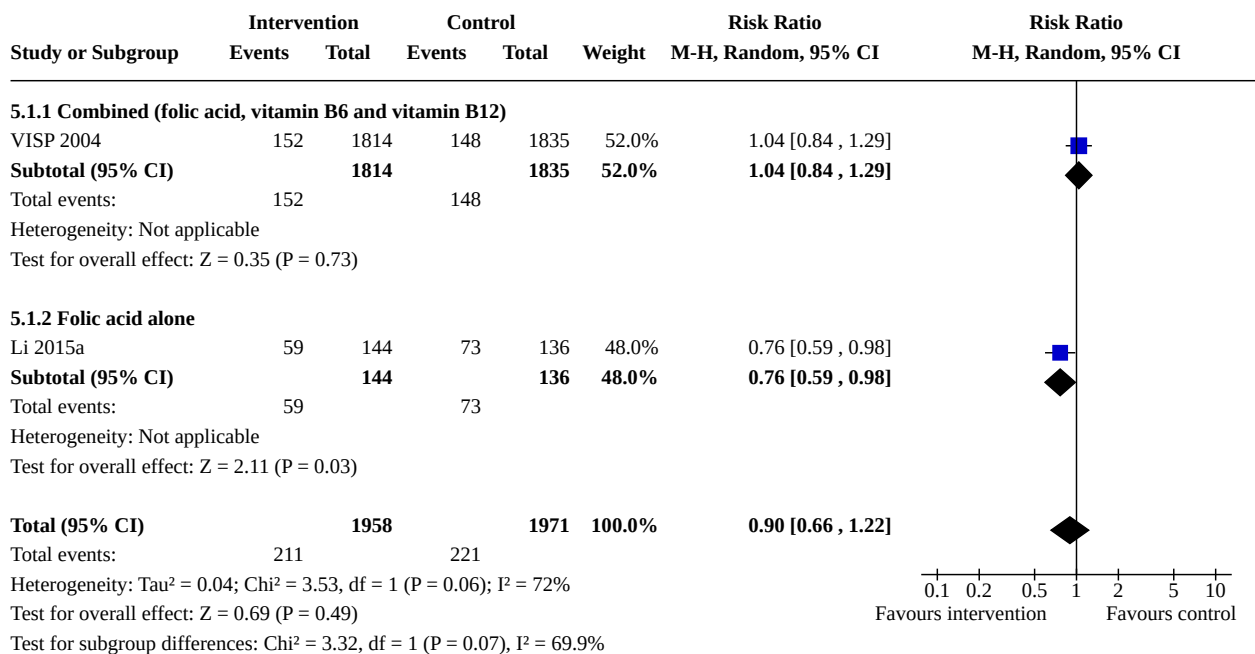 Intervention Control Risk Ratio Risk Ratio
Study or Subgroup Events Total Events Total Weight M-H, Random, 95% CI M-H, Random, 95% CI
5.1.1 Combined (folic acid, vitamin B6 and vitamin B12)
VISP 2004 152 1814 148 1835 52.0% 1.04 [0.84 , 1.29]
Subtotal (95% CI) 1814 1835 52.0% 1.04 [0.84 , 1.29]
Total events: 152 148
Heterogeneity: Not applicable
Test for overall effect: Z = 0.35 (P = 0.73)
5.1.2 Folic acid alone
Li 2015a 59 144 73 136 48.0% 0.76 [0.59 , 0.98]
Subtotal (95% CI) 144 136 48.0% 0.76 [0.59 , 0.98]
Total events: 59 73
Heterogeneity: Not applicable
Test for overall effect: Z = 2.11 (P = 0.03)
Total (95% CI) 1958 1971 100.0% 0.90 [0.66 , 1.22]
Total events: 211 221
Heterogeneity: Tau² = 0.04; Chi² = 3.53, df = 1 (P = 0.06); I² = 72%
0.1 0.2 0.5 1 2 5 10
Test for overall effect: Z = 0.69 (P = 0.49) Favours intervention Favours control
Test for subgroup differences: Chi² = 3.32, df = 1 (P = 0.07), I² = 69.9%